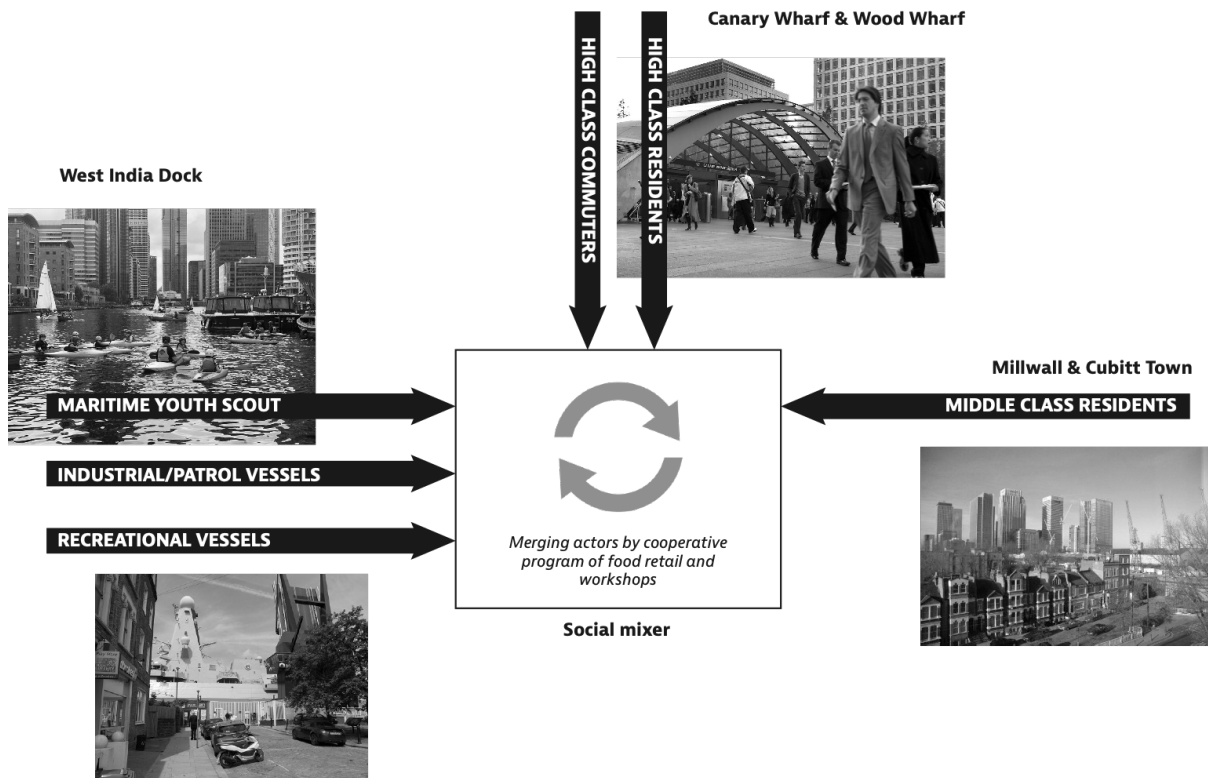 Canary Wharf & Wood Wharf
HIGH CLASS COMMUTERS
HIGH CLASS RESIDENTS
West India Dock
Millwall & Cubitt Town
MARITIME YOUTH SCOUT
MIDDLE CLASS RESIDENTS
INDUSTRIAL/PATROL VESSELS
RECREATIONAL VESSELS
Merging actors by cooperative
program of food retail and
workshops
Social mixer